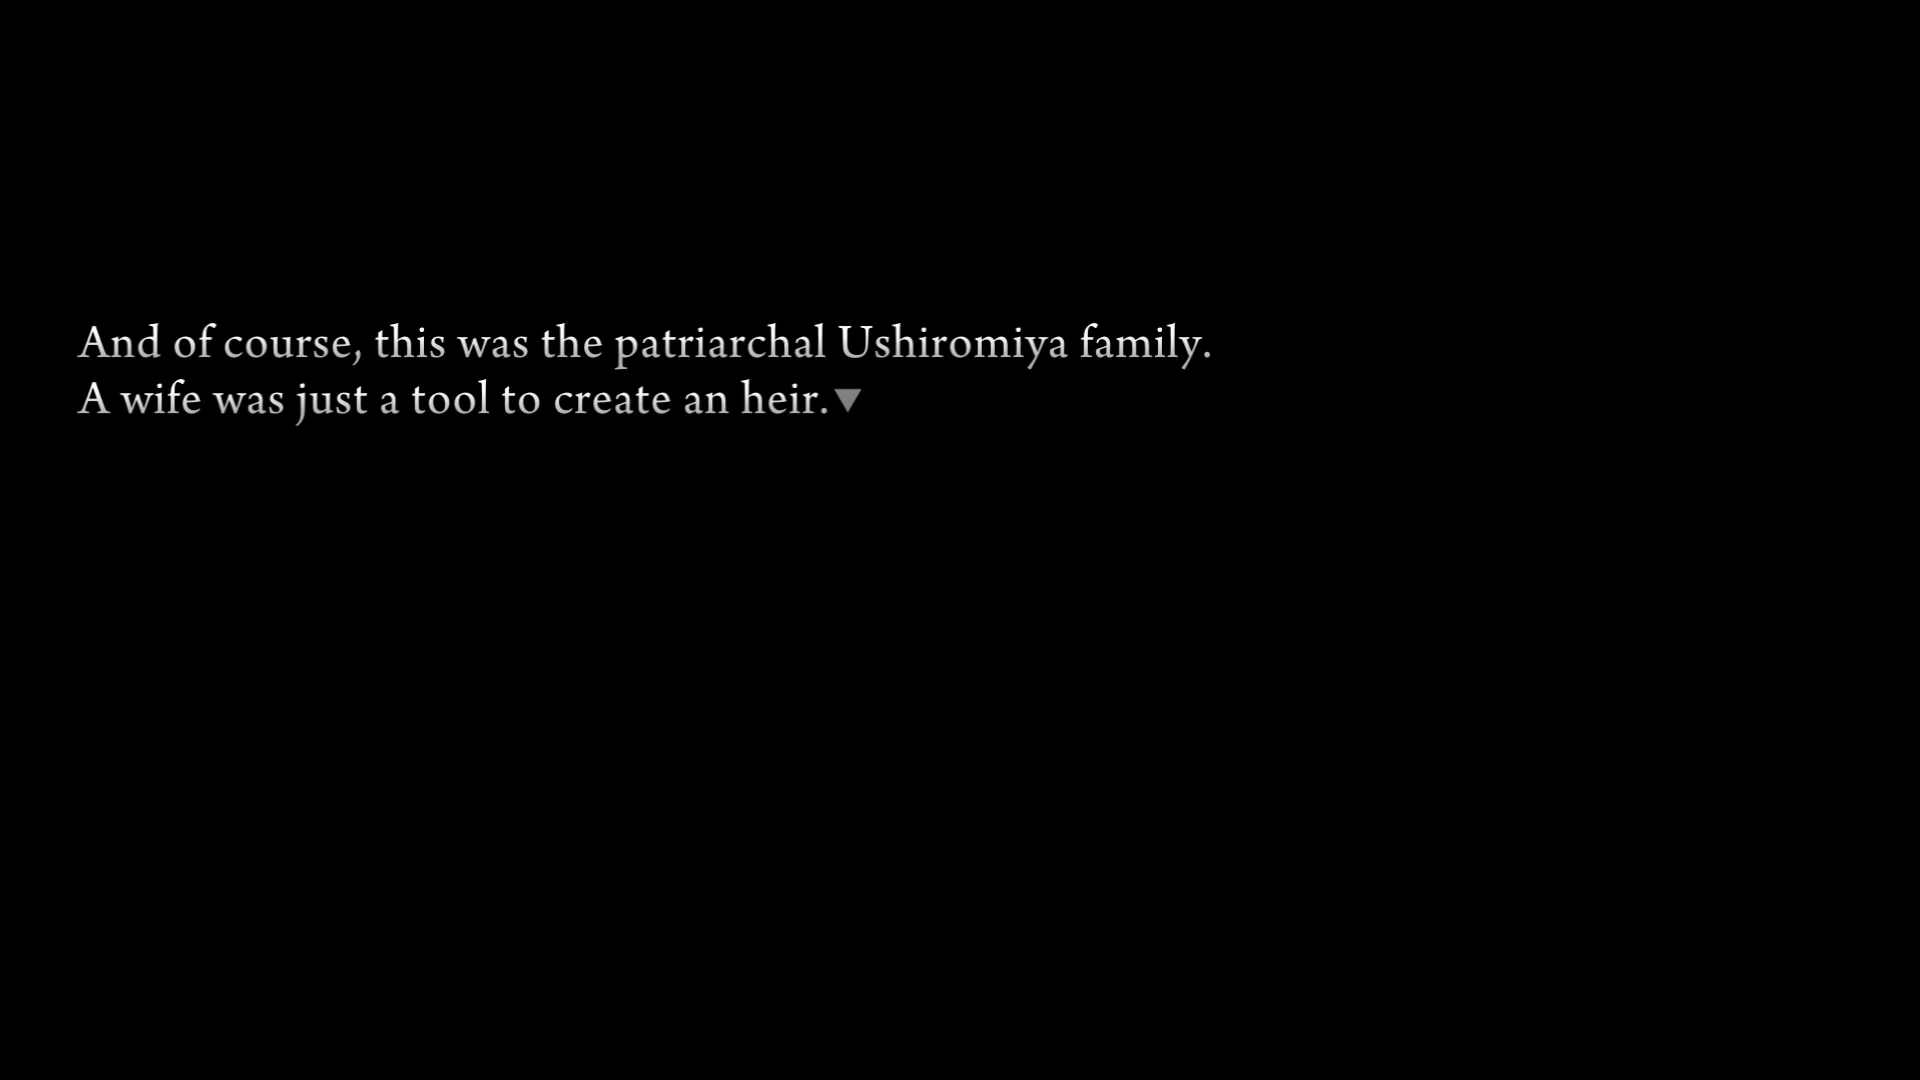 And of course, this was the patriarchal Ushiromiya family.
A wife was just a tool to create an heir.